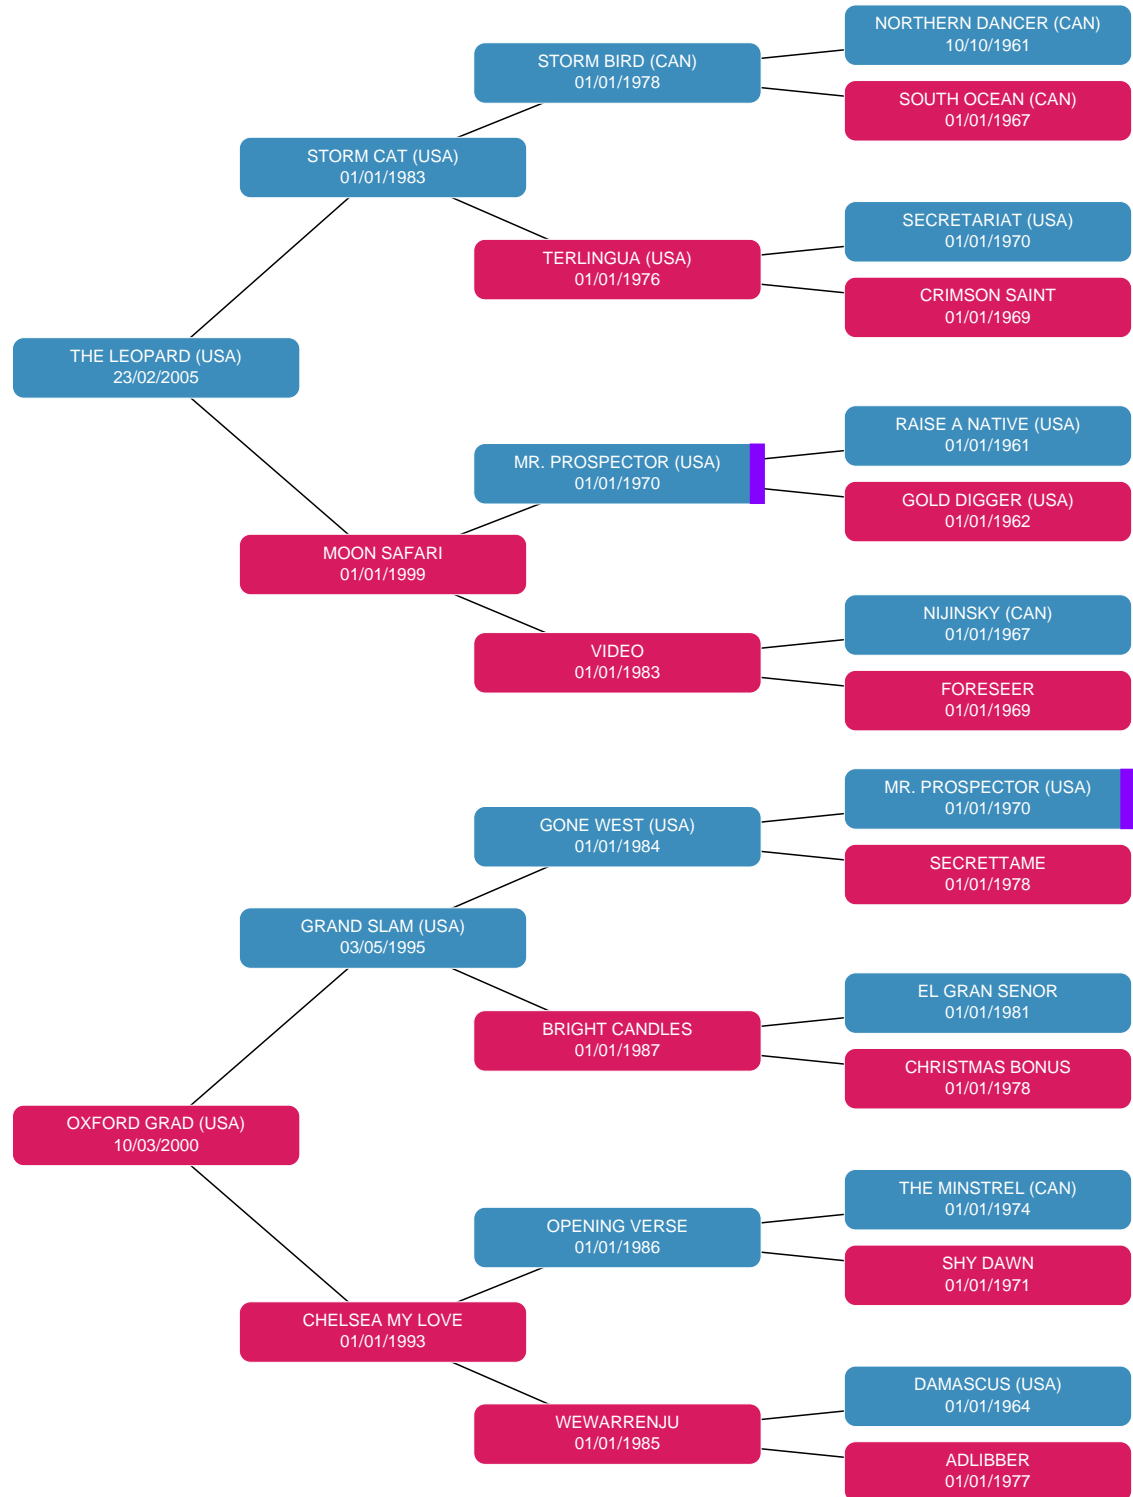 NORTHERN DANCER (CAN)
10/10/1961
STORM BIRD (CAN)
01/01/1978
SOUTH OCEAN (CAN)
01/01/1967
STORM CAT (USA)
01/01/1983
SECRETARIAT (USA)
01/01/1970
TERLINGUA (USA)
01/01/1976
CRIMSON SAINT
01/01/1969
THE LEOPARD (USA)
23/02/2005
RAISE A NATIVE (USA)
01/01/1961
MR. PROSPECTOR (USA)
01/01/1970
GOLD DIGGER (USA)
01/01/1962
MOON SAFARI
01/01/1999
NIJINSKY (CAN)
01/01/1967
VIDEO
01/01/1983
FORESEER
01/01/1969
MR. PROSPECTOR (USA)
01/01/1970
GONE WEST (USA)
01/01/1984
SECRETTAME
01/01/1978
GRAND SLAM (USA)
03/05/1995
EL GRAN SENOR
01/01/1981
BRIGHT CANDLES
01/01/1987
CHRISTMAS BONUS
01/01/1978
OXFORD GRAD (USA)
10/03/2000
THE MINSTREL (CAN)
01/01/1974
OPENING VERSE
01/01/1986
SHY DAWN
01/01/1971
CHELSEA MY LOVE
01/01/1993
DAMASCUS (USA)
01/01/1964
WEWARRENJU
01/01/1985
ADLIBBER
01/01/1977